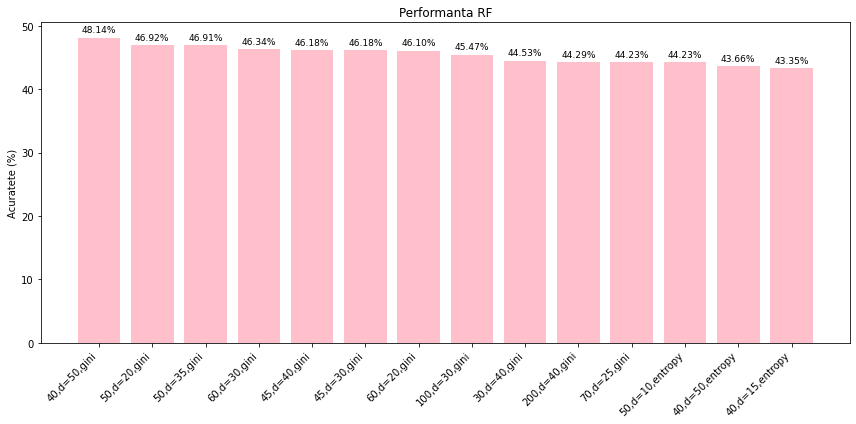 Performanta RF
Acuratete (%)
50
40
30
20
10
0
48.14%
46.92%
46.91%
46.34%
46.18%
46.18%
46.10%
45.47%
44.53%
44.29%
44.23%
44.23%
43.66%
43.35%
40,d=50,gini
50,d=20,gini
50,d=35,gini
60,d=30,gini
45,d=40,gini
45,d=30,gini
60,d=20,gini
100,d=30,gini
30,d=40,gini
200,d=40,gini
70,d=25,gini
50,d=10,entropy
40,d=50,entropy
40,d=15,entropy